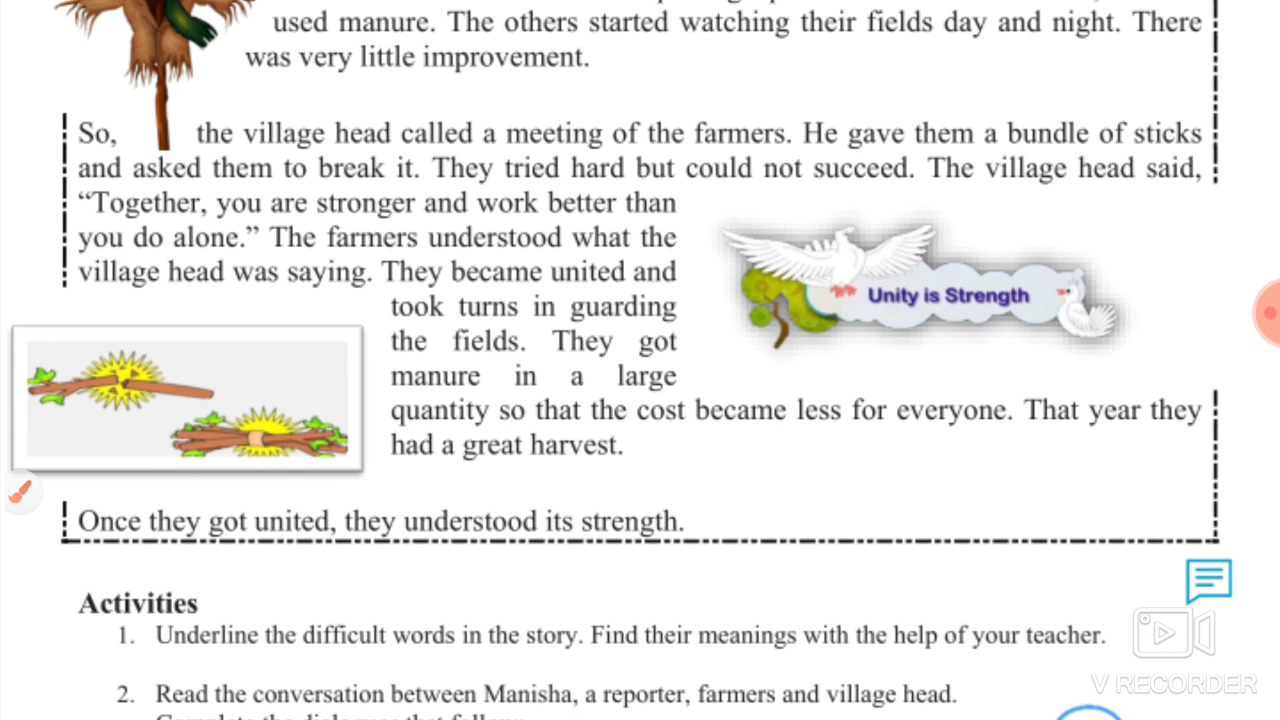 used manure. The others started watching their fields day and night. There
was very little improvement.
So, the village head called a meeting of the farmers. He gave them a bundle of sticks
and asked them to break it. They tried hard but could not succeed. The village head said,
“Together, you are stronger and work better than
you do alone.” The farmers understood what the
village head was saying. They became united and
took turns in guarding
the fields. They got
manure in a large
quantity so that the cost became less for everyone. That year they
had a great harvest.
Unity is Strength
Once they got united, they understood its strength.
Activities
1. Underline the difficult words in the story. Find their meanings with the help of your teacher.
2. Read the conversation between Manisha, a reporter, farmers and village head.
V RECORDER